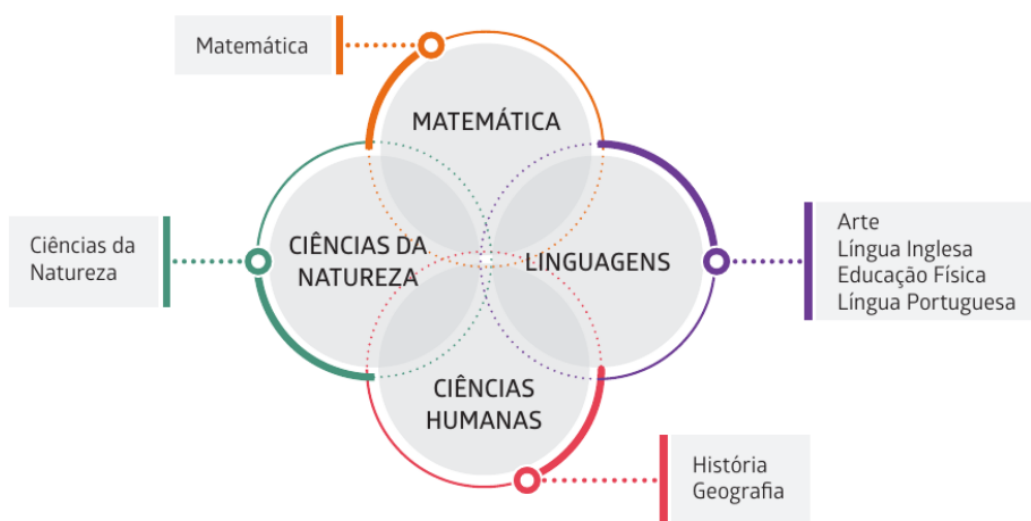 Matemática
MATEMÁTICA
Ciências da
Natureza
CIÊNCIAS DA
NATUREZA
LINGUAGENS
Arte
Língua Inglesa
Educação Física
Língua Portuguesa
CIÊNCIAS
HUMANAS
História
Geografia